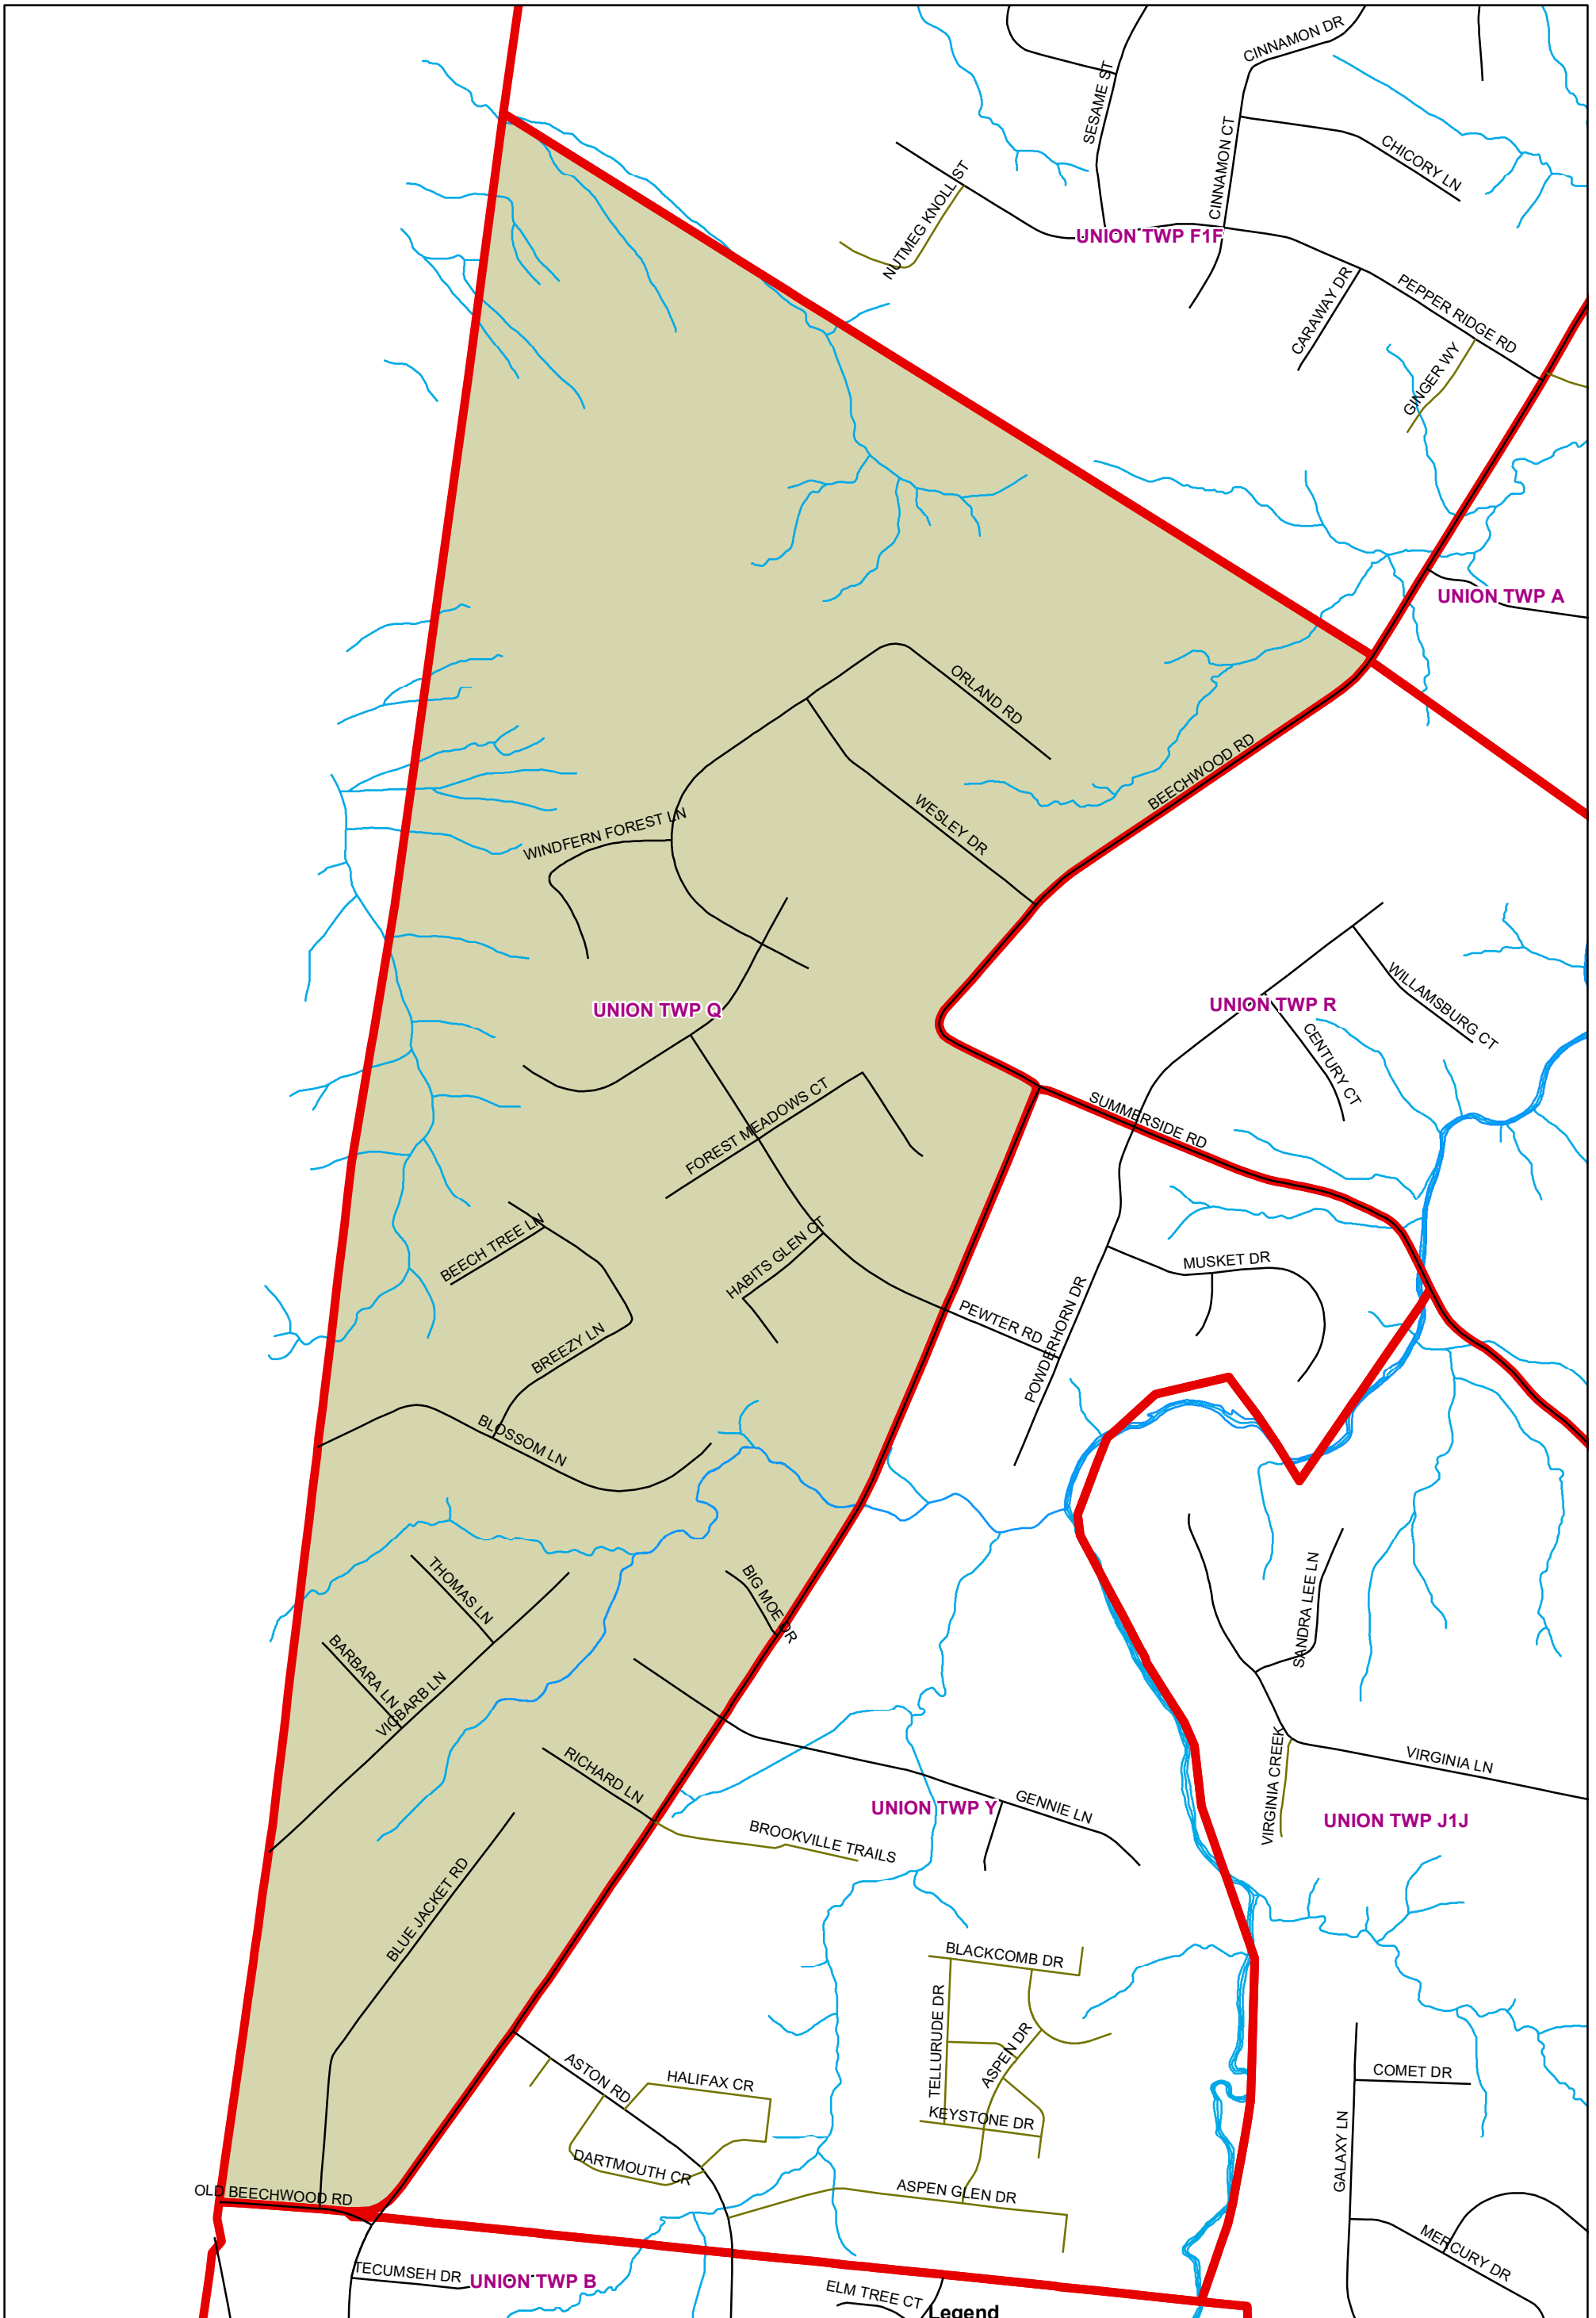 CINNAMON DR
SESAME ST
CINNAMON CT
CHICORY LN
NUTMEG KNOLL ST
UNION TWP F1F
CARAWAY DR
PEPPER RIDGE RD
GINGER WY
UNION TWP A
ORLAND RD
BEECHWOOD RD
WESLEY DR
WINDFERN FOREST LN
UNION TWP Q
UNION TWP R
WILLAMSBURG CT
CENTURY CT
SUMMERSIDE RD
FOREST MEADOWS CT
BEECH TREE LN
HABITS GLEN CT
MUSKET DR
PEWTER RD
POWDERHORN DR
BREEZY LN
BLOSSOM LN
THOMAS LN
BIG MOE DR
SANDRA LEE LN
BARBARA LN
VICBARB LN
RICHARD LN
VIRGINIA CREEK
VIRGINIA LN
UNION TWP Y
GENNIE LN
UNION TWP J1J
BROOKVILLE TRAILS
BLUE JACKET RD
BLACKCOMB DR
TELLURUDE DR
ASPEN DR
ASTON RD
HALIFAX CR
COMET DR
KEYSTONE DR
GALAXY LN
DARTMOUTH CR
OLD BEECHWOOD RD
ASPEN GLEN DR
MERCURY DR
TECUMSEH DR
UNION TWP B
ELM TREE CT
Legend